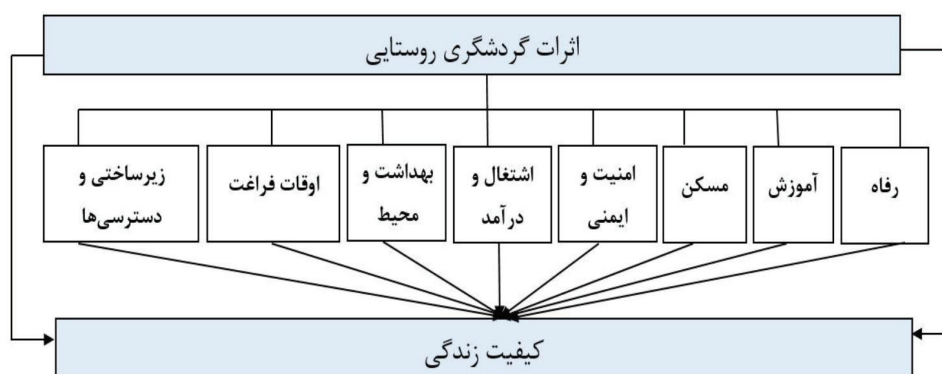 اثرات گردشگری روستایی
رفاه
آموزش
مسکن
امنیت و
ایمنی
اشتغال و
درآمد
بهداشت و
محیط
اوقات فراغت
زیرساختی و
دسترسی‌ها
کیفیت زندگی